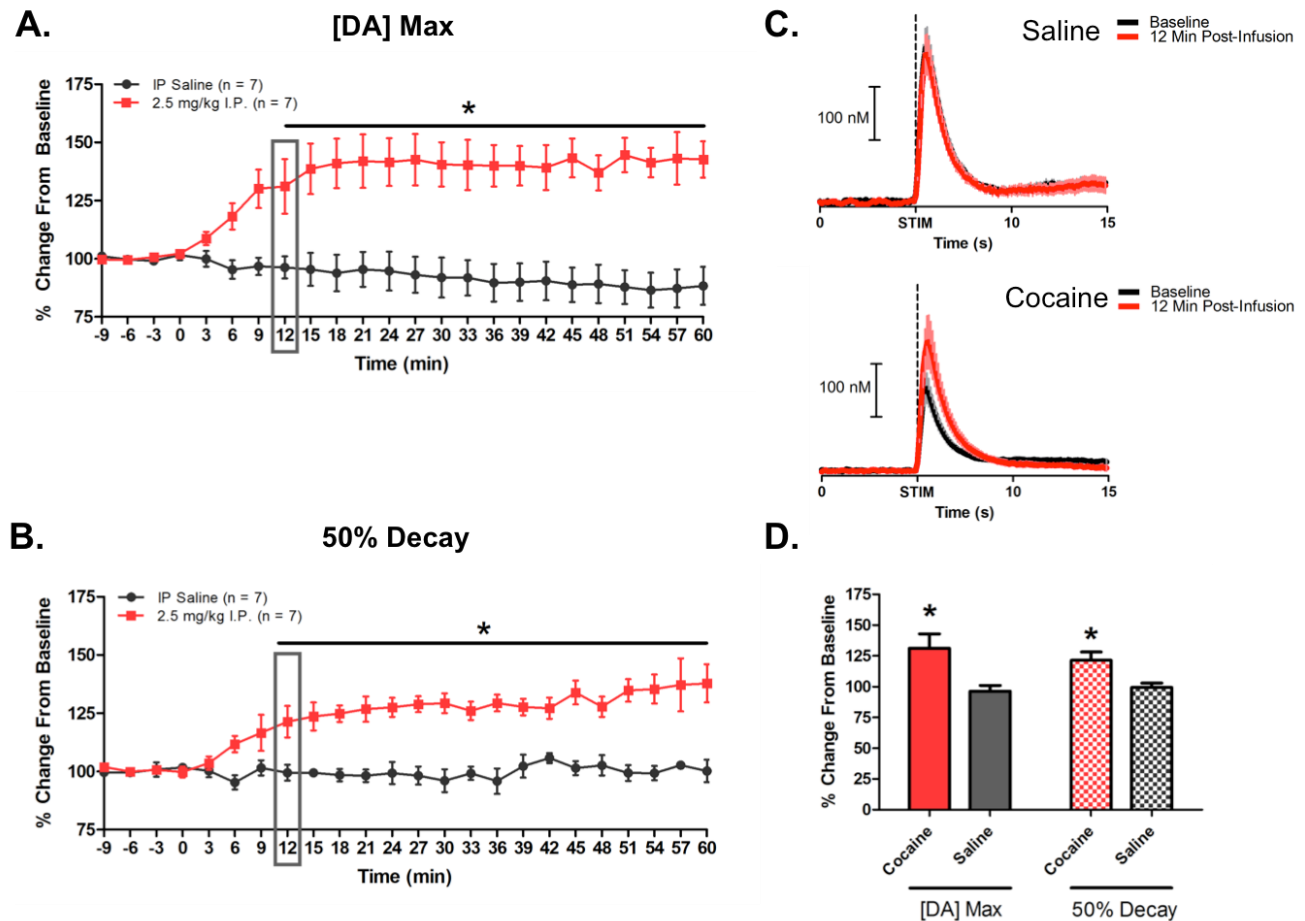 A.
[DA] Max
IP Saline (n = 7)
2.5 mg/kg I.P. (n = 7)
*
% Change From Baseline
175
150
125
100
75
-9 -6 -3 0 3 6 9 12 15 18 21 24 27 30 33 36 39 42 45 48 51 54 57 60
Time (min)
B.
50% Decay
IP Saline (n = 7)
2.5 mg/kg I.P. (n = 7)
*
% Change From Baseline
175
150
125
100
75
-9 -6 -3 0 3 6 9 12 15 18 21 24 27 30 33 36 39 42 45 48 51 54 57 60
Time (min)
C.
Saline
Baseline
12 Min Post-Infusion
100 nM
0 STIM 10 15
Time (s)
Cocaine
Baseline
12 Min Post-Infusion
100 nM
0 STIM 10 15
Time (s)
D.
% Change From Baseline
175
150
125
100
75
50
25
0
* *
Cocaine Saline Cocaine Saline
[DA] Max 50% Decay